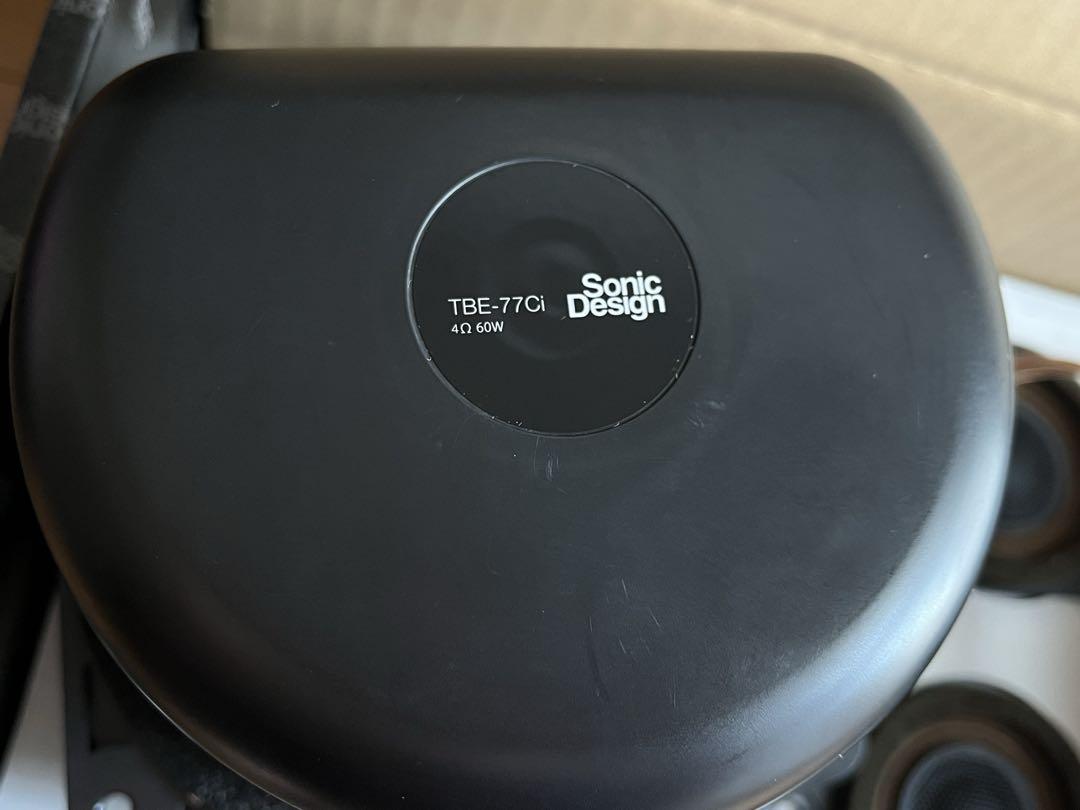 Sonic
Design
TBE-77Ci
4Ω 60W